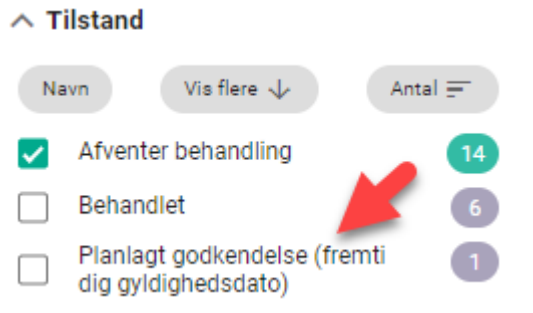 Tilstand
Navn
Vis flere
Antal
Afventer behandling
14
Behandlet
6
Planlagt godkendelse (fremti
dig gyldighedsdato)
1